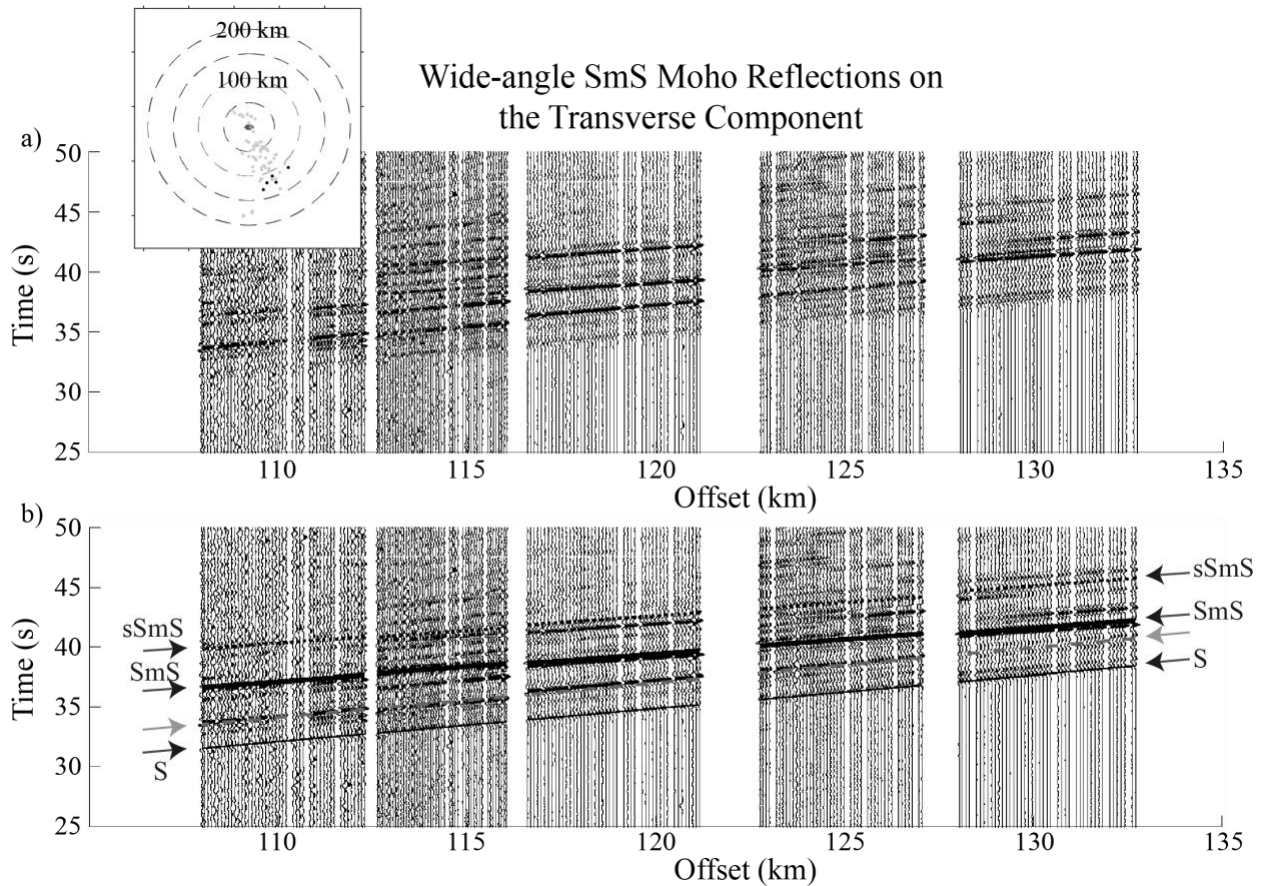 200 km
100 km
Wide-angle SmS Moho Reflections on
the Transverse Component
a)
50
45
40
35
30
25
Time (s)
110
115
120
125
130
135
Offset (km)
b)
50
45
40
35
30
25
Time (s)
sSmS
SmS
S
sSmS
SmS
S
110
115
120
125
130
135
Offset (km)